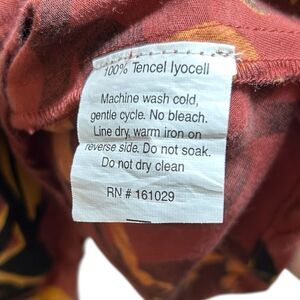 100% Tencel lyocell
Machine wash cold,
gentle cycle. No bleach.
Line dry, warm iron on
reverse side. Do not soak.
Do not dry clean
RN # 161029